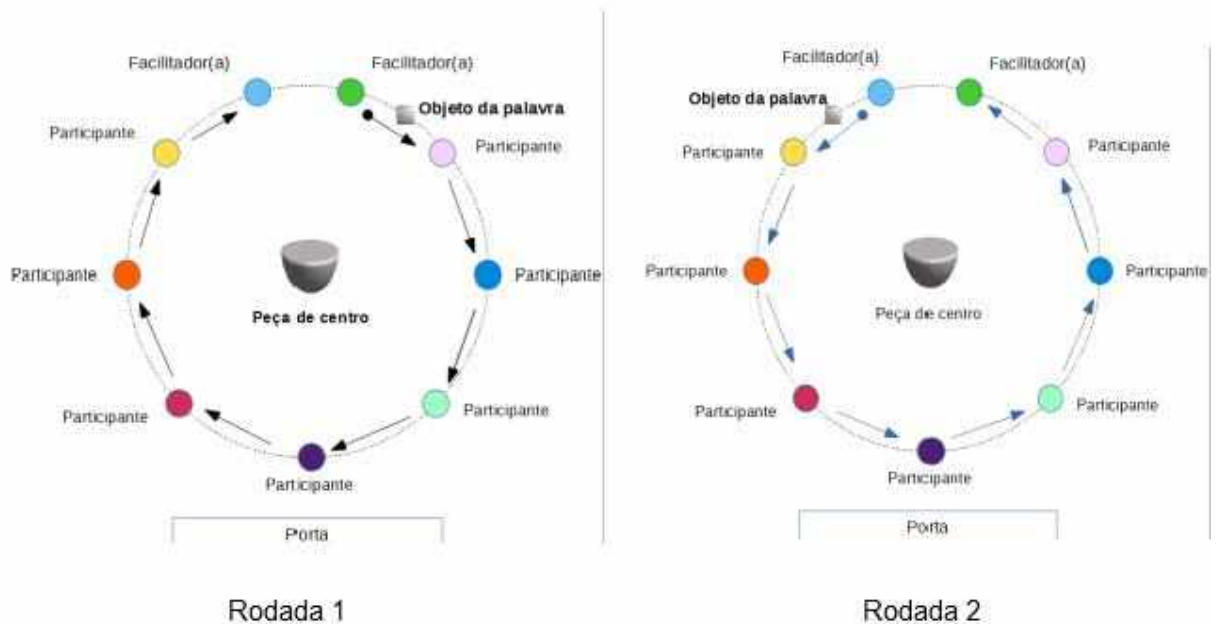 Facilitador(a)
Facilitador(a)
Objeto da palavra
Participante
Participante
Participante
Participante
Peça de centro
Participante
Participante
Participante
Porta
Rodada 1
Facilitador(a)
Facilitador(a)
Objeto da palavra
Participante
Participante
Participante
Participante
Peça de centro
Participante
Participante
Participante
Porta
Rodada 2